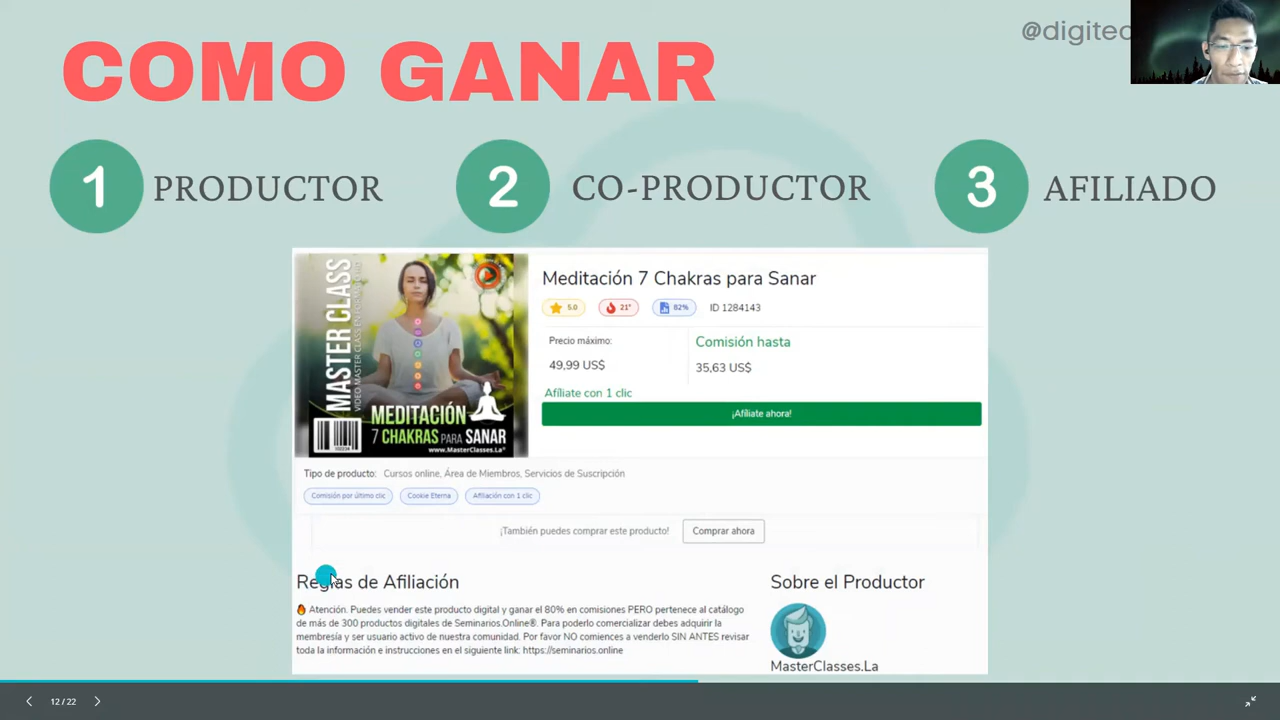 @digitec
COMO GANAR
1 PRODUCTOR
2 CO-PRODUCTOR
3 AFILIADO
MASTER CLASS
MEDITACIÓN
7 CHAKRAS PARA SANAR
www.MasterClasses.La®
Meditación 7 Chakras para Sanar
5.0 21° 82% ID 1284143
Precio máximo:
49,99 US$
Comisión hasta
35,63 US$
Afíliate con 1 clic
¡Afíliate ahora!
Tipo de producto: Cursos online, Área de Miembros, Servicios de Suscripción
Comisión por último clic Cookie Eterna Afiliación con 1 clic
¡También puedes comprar este producto! Comprar ahora
Reglas de Afiliación
Atención. Puedes vender este producto digital y ganar el 80% en comisiones PERO pertenece al catálogo
de más de 300 productos digitales de Seminarios.Online®. Para poderlo comercializar debes adquirir la
membresía y ser usuario activo de nuestra comunidad. Por favor NO comiences a venderlo SIN ANTES revisar
toda la información e instrucciones en el siguiente link: https://seminarios.online
Sobre el Productor
MasterClasses.La
12 / 22